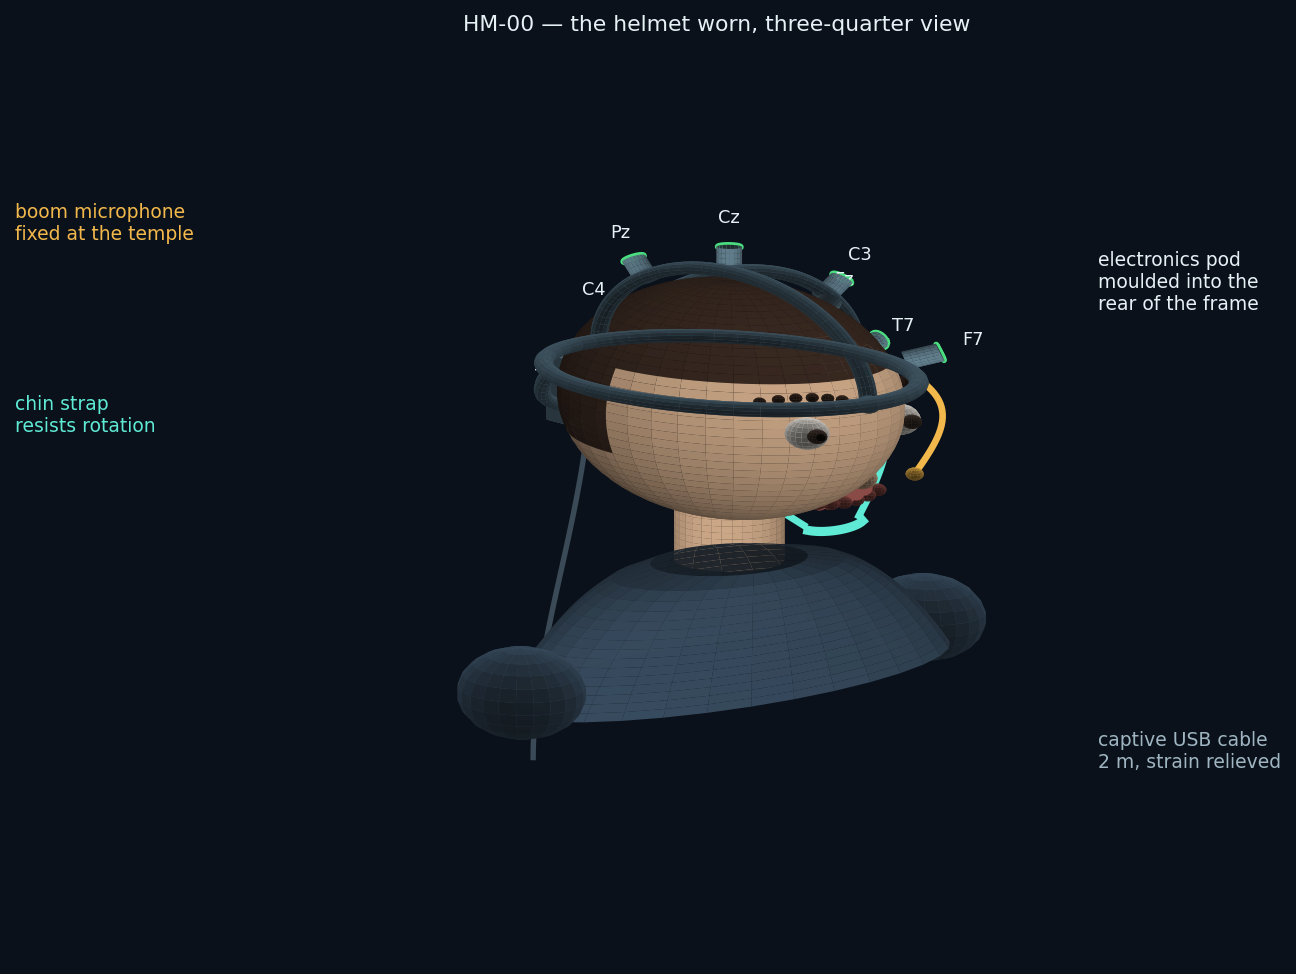 HM-00 — the helmet worn, three-quarter view
boom microphone
fixed at the temple
Cz
Pz
C3
electronics pod
moulded into the
rear of the frame
C4
T7
F7
chin strap
resists rotation
captive USB cable
2 m, strain relieved